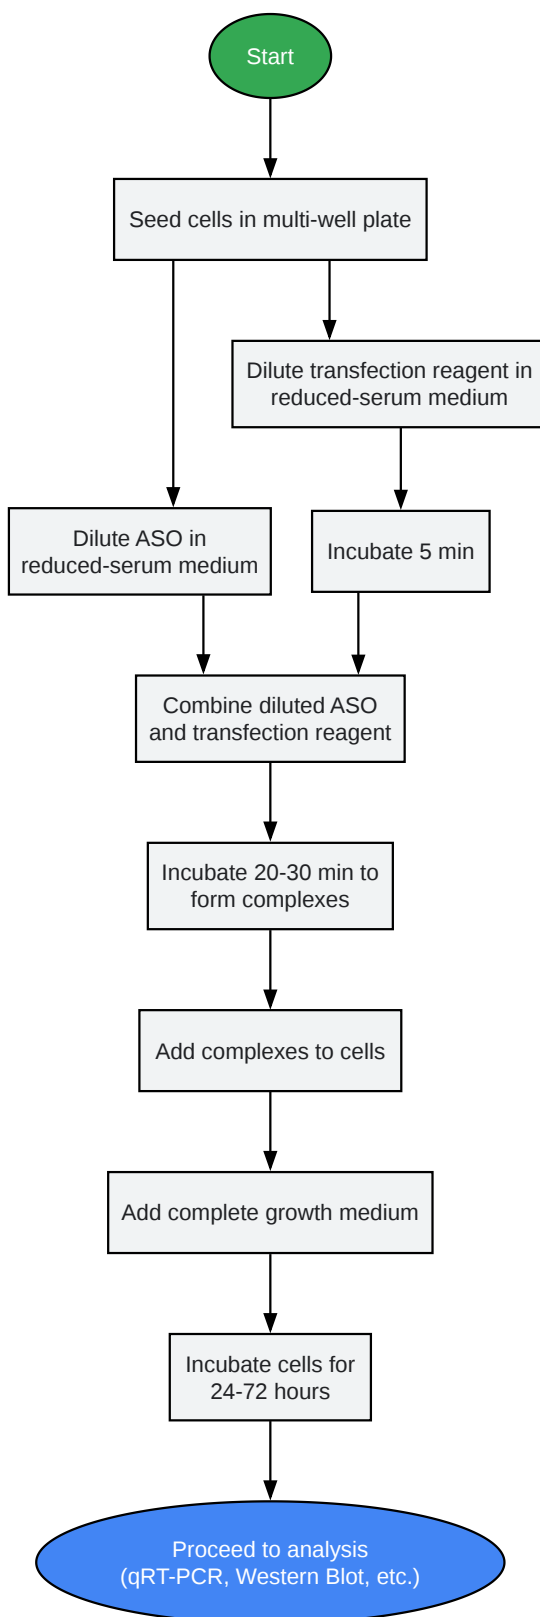 Start
Seed cells in multi-well plate
Dilute transfection reagent in
reduced-serum medium
Dilute ASO in
reduced-serum medium
Incubate 5 min
Combine diluted ASO
and transfection reagent
Incubate 20-30 min to
form complexes
Add complexes to cells
Add complete growth medium
Incubate cells for
24-72 hours
Proceed to analysis
(qRT-PCR, Western Blot, etc.)